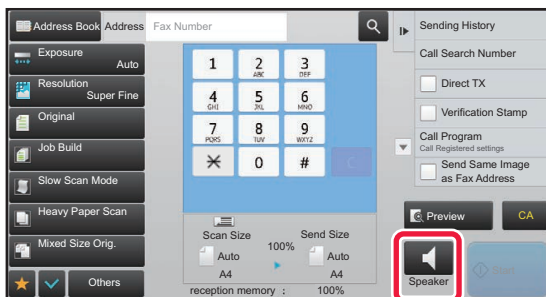 Address Book
Address
Fax Number
Sending History
Exposure
Auto
Call Search Number
Resolution
Super Fine
Direct TX
Original
Verification Stamp
Job Build
Call Program
Call Registered settings
Slow Scan Mode
Send Same Image
as Fax Address
Heavy Paper Scan
Mixed Size Orig.
Others
1
2
ABC
3
DEF
4
GHI
5
JKL
6
MNO
7
PQRS
8
TUV
9
WXYZ
0
#
C
Scan Size
100%
Send Size
Auto
A4
Auto
A4
reception memory : 100%
Preview
CA
Speaker
Start